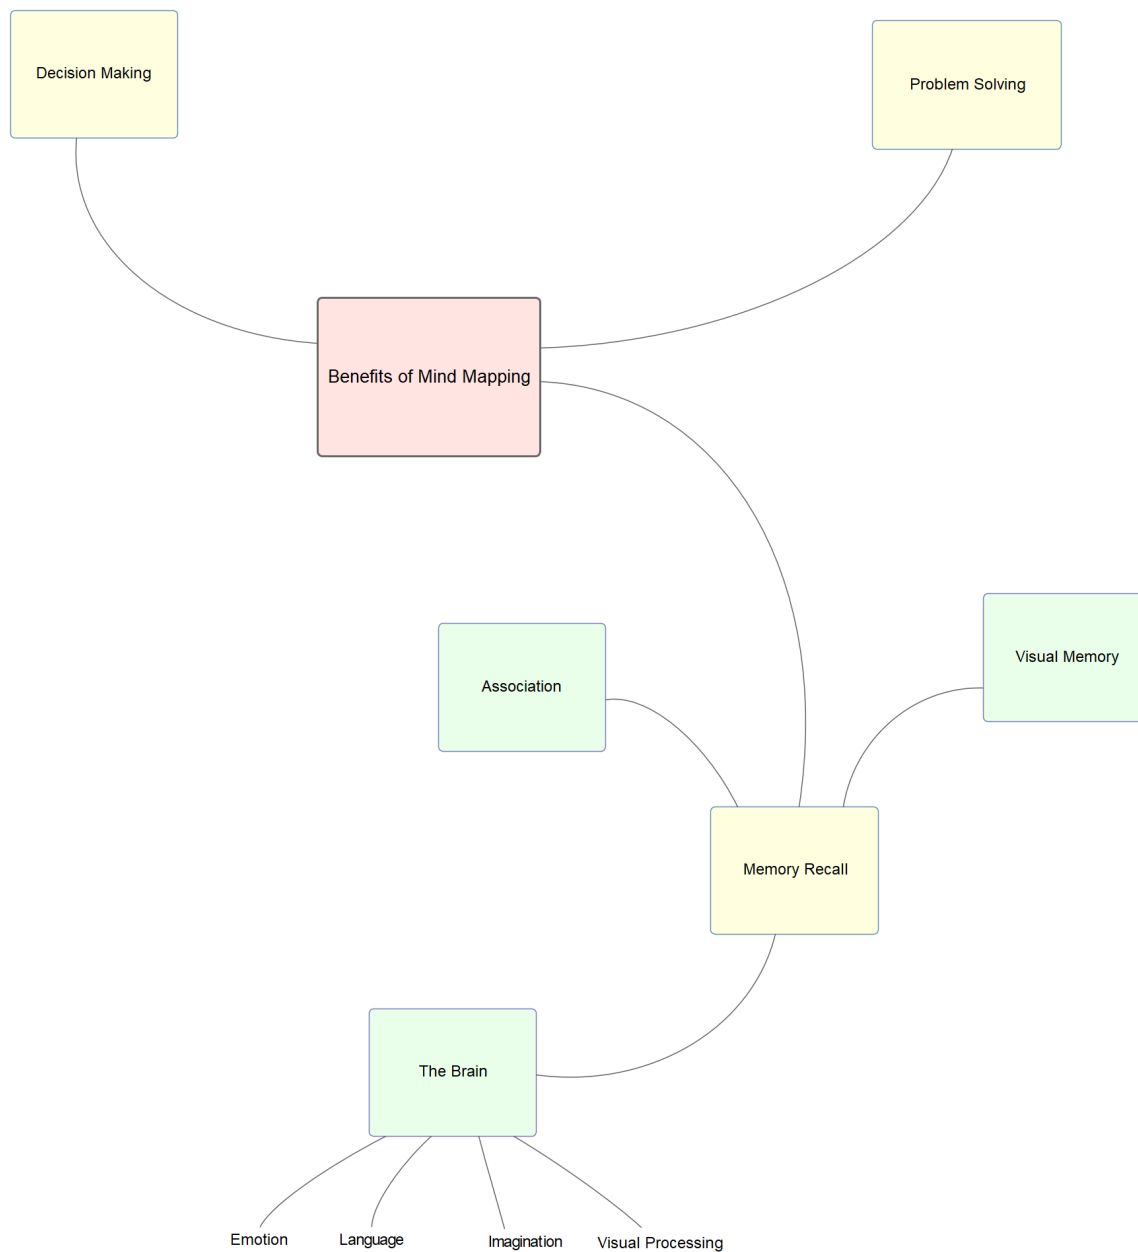 Decision Making
Problem Solving
Benefits of Mind Mapping
Visual Memory
Association
Memory Recall
The Brain
Emotion
Language
Imagination
Visual Processing